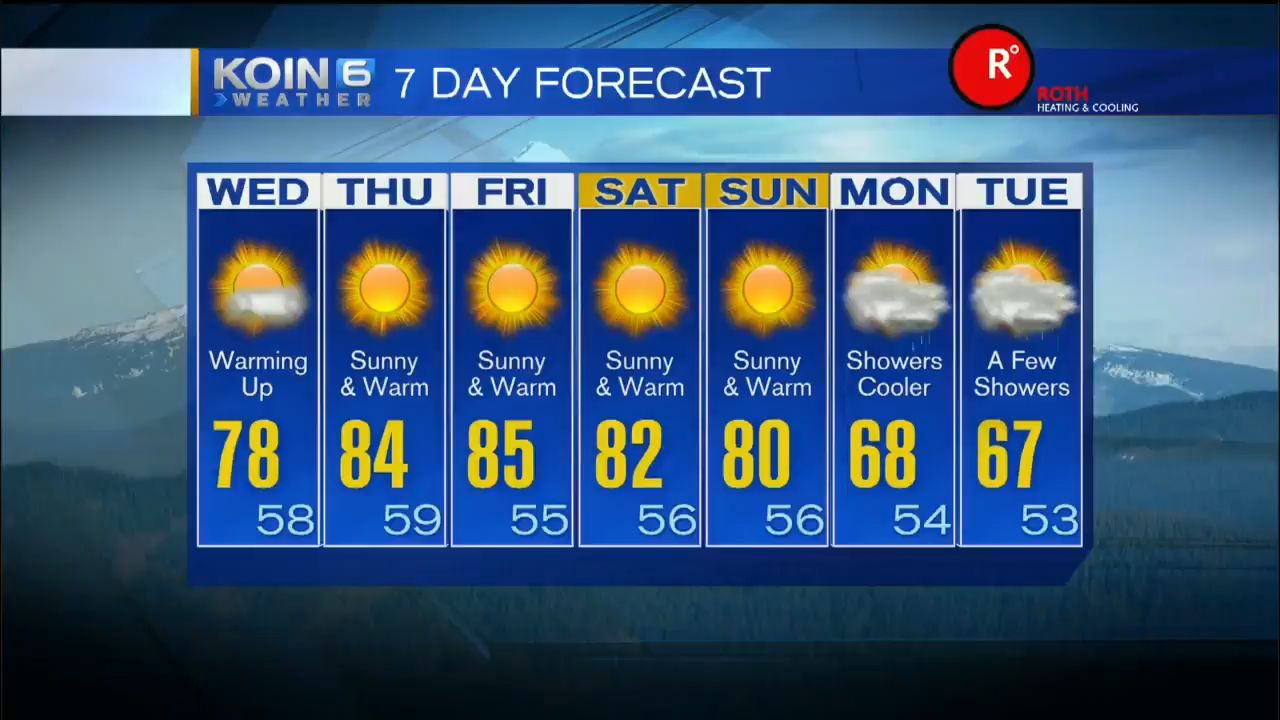 KOIN 6
WEATHER
7 DAY FORECAST
R°
ROTH
HEATING & COOLING
WED THU FRI SAT SUN MON TUE
Warming Sunny Sunny Sunny Sunny Showers A Few
Up & Warm & Warm & Warm & Warm Cooler Showers
78 84 85 82 80 68 67
58 59 55 56 56 54 53